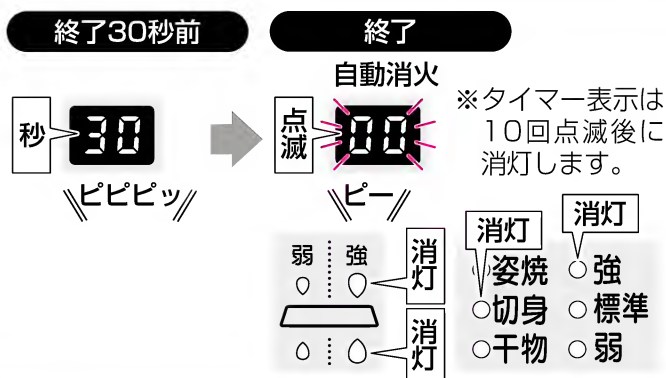 終了30秒前
終了
自動消火
秒
30
点滅
00
※タイマー表示は
10回点滅後に
消灯します。
ピピピッ
ピー
弱 強
消灯
消灯
消灯
消灯
姿焼 強
切身 標準
干物 弱